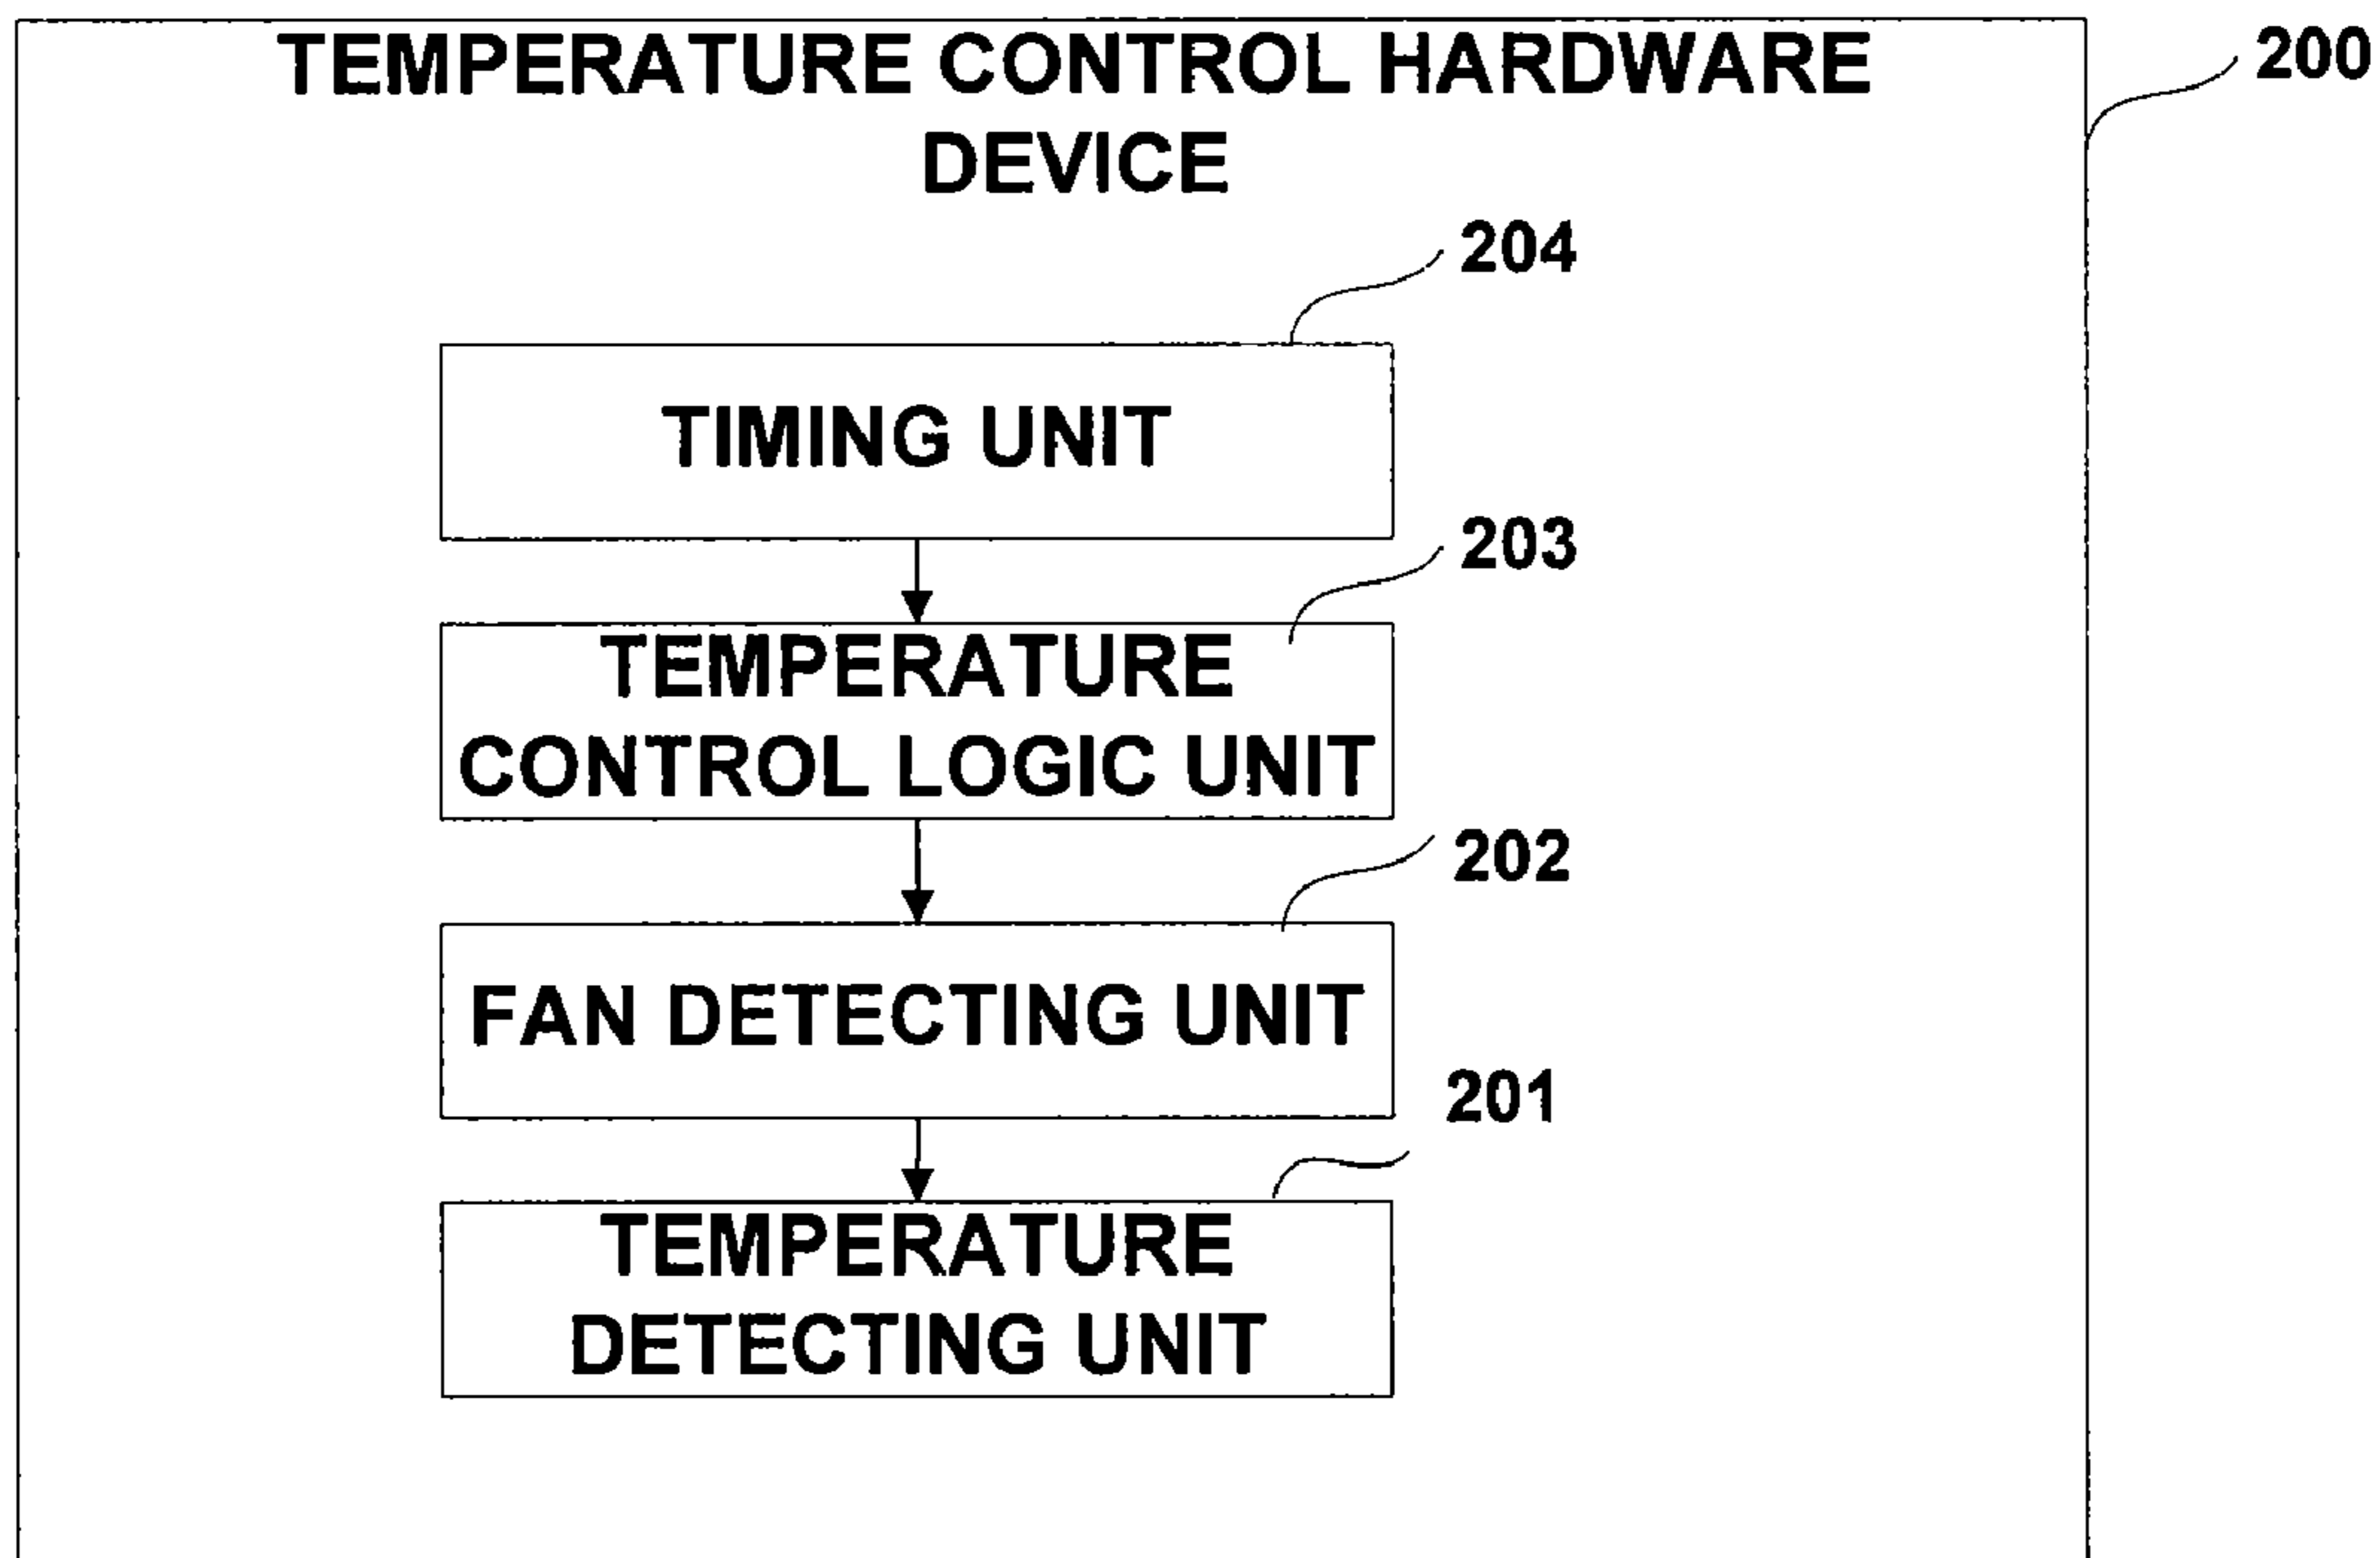 TEMPERATURE CONTROL HARDWARE
DEVICE
200
204
TIMING UNIT
203
TEMPERATURE
CONTROL LOGIC UNIT
202
FAN DETECTING UNIT
201
TEMPERATURE
DETECTING UNIT